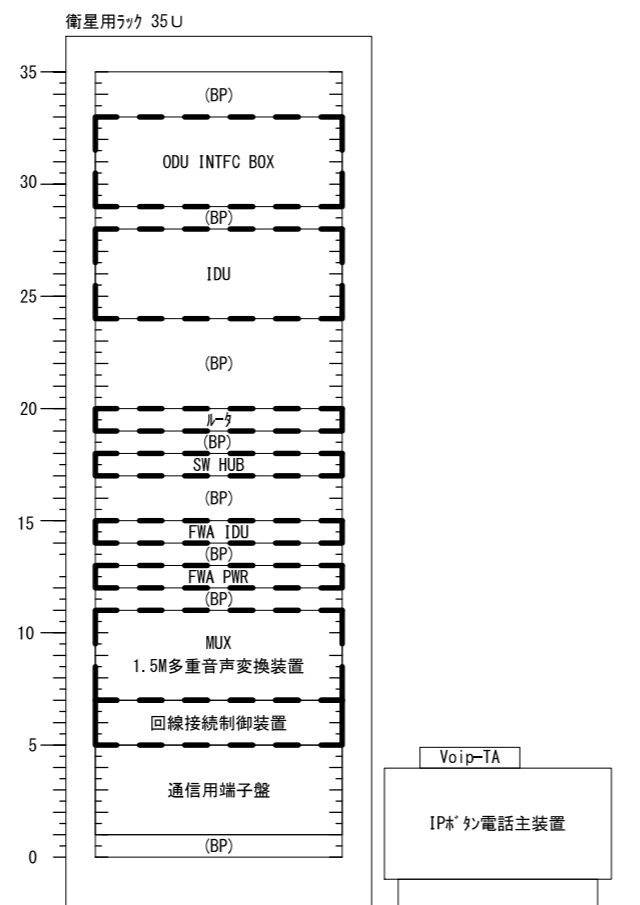 衛星用ﾗｯｸ 35U
35
(BP)
ODU INTFC BOX
30
(BP)
IDU
25
(BP)
20
ﾙｰﾀ
(BP)
SW HUB
(BP)
15
FWA IDU
(BP)
FWA PWR
(BP)
10
MUX
1.5M多重音声変換装置
回線接続制御装置
5
Voip-TA
通信用端子盤
IPﾎﾞﾀﾝ電話主装置
(BP)
0